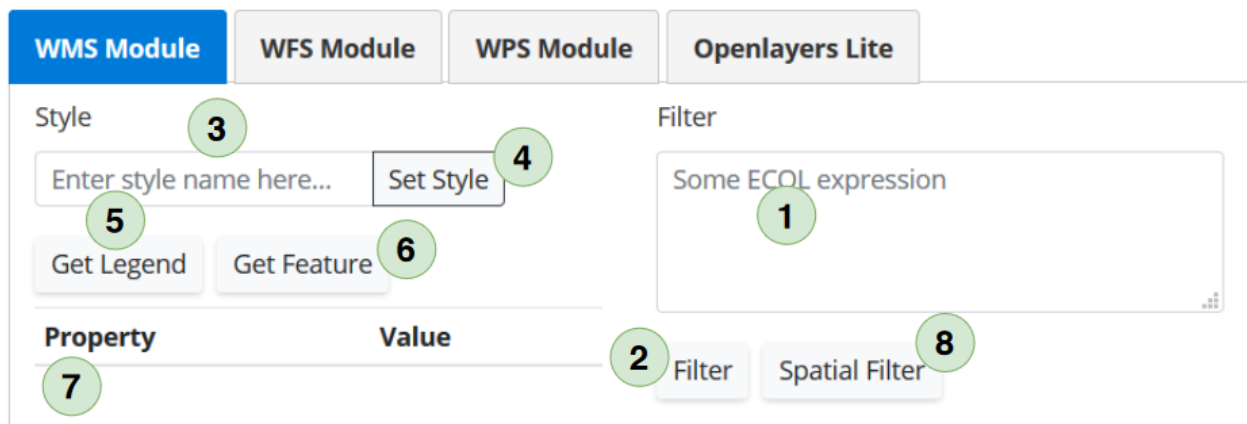 WMS Module WFS Module WPS Module Openlayers Lite
Style
3
Enter style name here...
Set Style
4
5
Get Legend
Get Feature
6
Property Value
7
Filter
Some ECQL expression
1
2
Filter
Spatial Filter
8